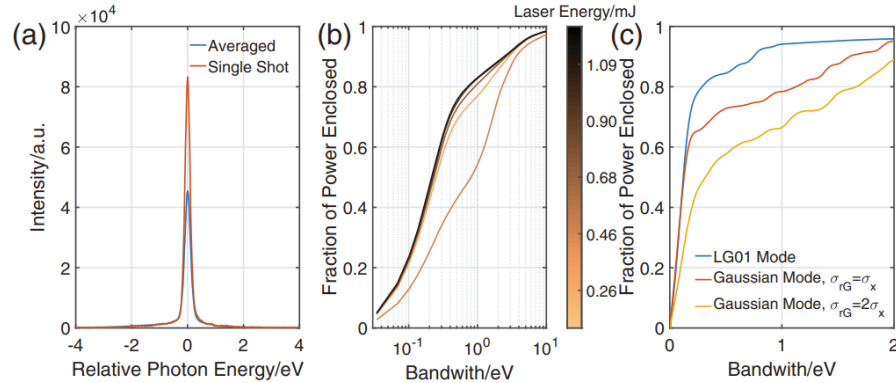 (a)
×10⁴
10
8
6
4
2
0
Intensity/a.u.
Averaged
Single Shot
-4
-2
0
2
4
Relative Photon Energy/eV
(b)
Laser Energy/mJ
1
0.8
0.6
0.4
0.2
0
Fraction of Power Enclosed
10⁻¹
10⁰
10¹
Bandwith/eV
1.09
0.90
0.68
0.46
0.26
(c)
1
0.8
0.6
0.4
0.2
0
Fraction of Power Enclosed
LG01 Mode
Gaussian Mode, σrG=σx
Gaussian Mode, σrG=2σx
0
1
2
Bandwith/eV